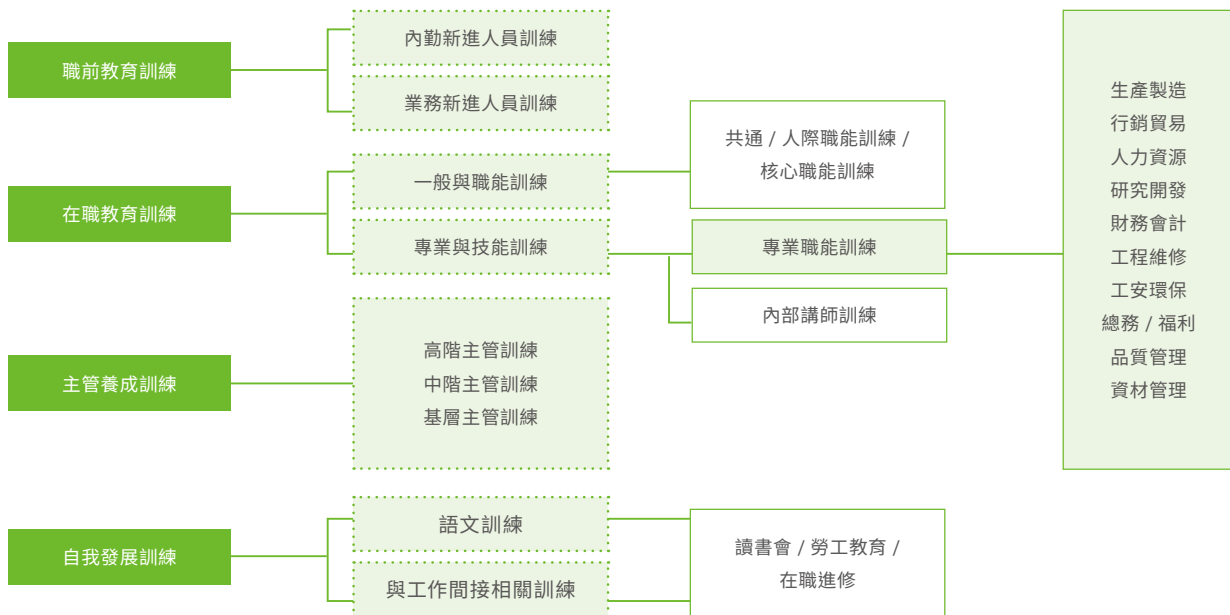 職前教育訓練
內勤新進人員訓練
業務新進人員訓練
在職教育訓練
一般與職能訓練
專業與技能訓練
共通 / 人際職能訓練 /
核心職能訓練
專業職能訓練
內部講師訓練
生產製造
行銷貿易
人力資源
研究開發
財務會計
工程維修
工安環保
總務 / 福利
品質管理
資材管理
主管養成訓練
高階主管訓練
中階主管訓練
基層主管訓練
自我發展訓練
語文訓練
與工作間接相關訓練
讀書會 / 勞工教育 /
在職進修